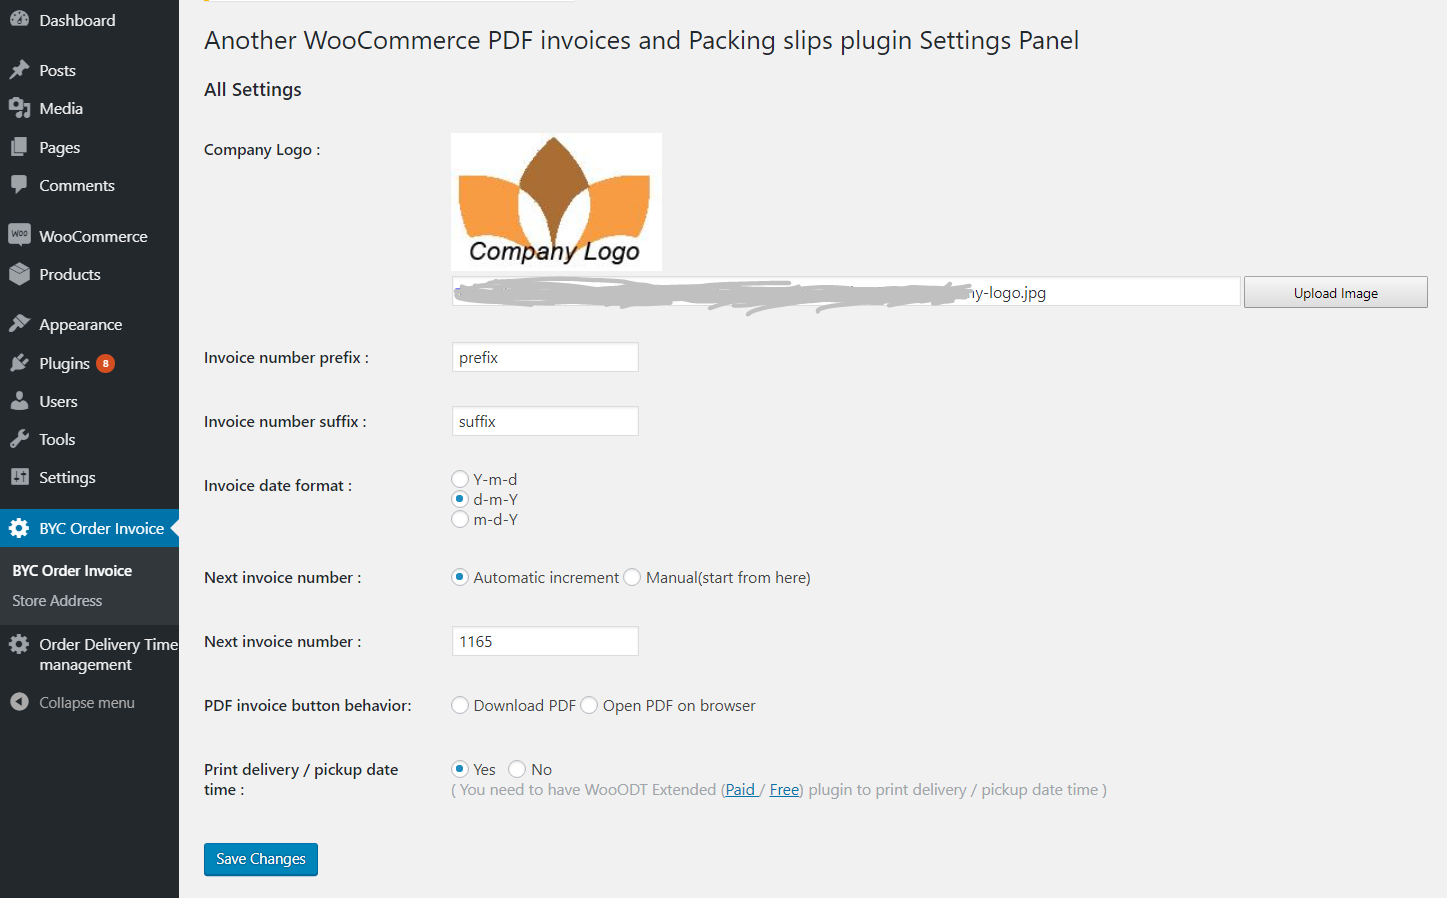 Dashboard
Posts
Media
Pages
Comments
woo WooCommerce
Products
Appearance
Plugins 8
Users
Tools
Settings
BYC Order Invoice
BYC Order Invoice
Store Address
Order Delivery Time
management
Collapse menu
Another WooCommerce PDF invoices and Packing slips plugin Settings Panel
All Settings
Company Logo :
Company Logo
y-logo.jpg Upload Image
Invoice number prefix : prefix
Invoice number suffix : suffix
Invoice date format : Y-m-d
d-m-Y
m-d-Y
Next invoice number : Automatic increment Manual(start from here)
Next invoice number : 1165
PDF invoice button behavior: Download PDF Open PDF on browser
Print delivery / pickup date
time :
Yes No
( You need to have WooODT Extended (Paid / Free) plugin to print delivery / pickup date time )
Save Changes